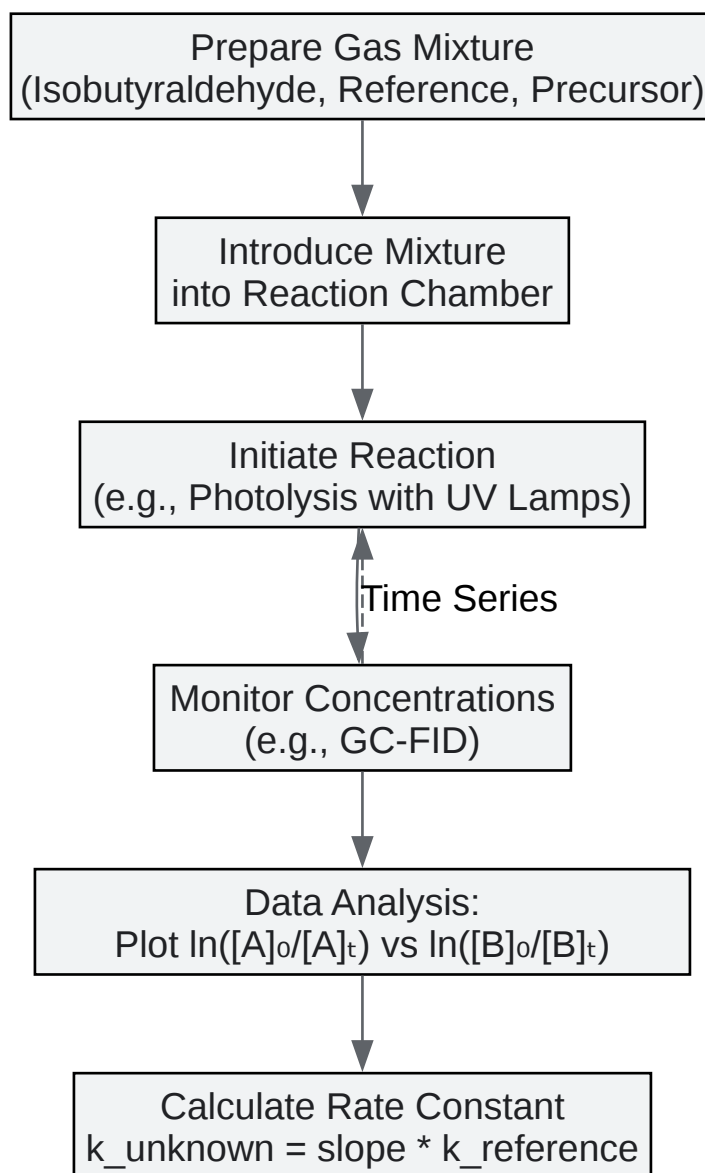 Prepare Gas Mixture
(Isobutyraldehyde, Reference, Precursor)
Introduce Mixture
into Reaction Chamber
Initiate Reaction
(e.g., Photolysis with UV Lamps)
Time Series
Monitor Concentrations
(e.g., GC-FID)
Data Analysis:
Plot ln([A]₀/[A]ₜ) vs ln([B]₀/[B]ₜ)
Calculate Rate Constant
k_unknown = slope * k_reference